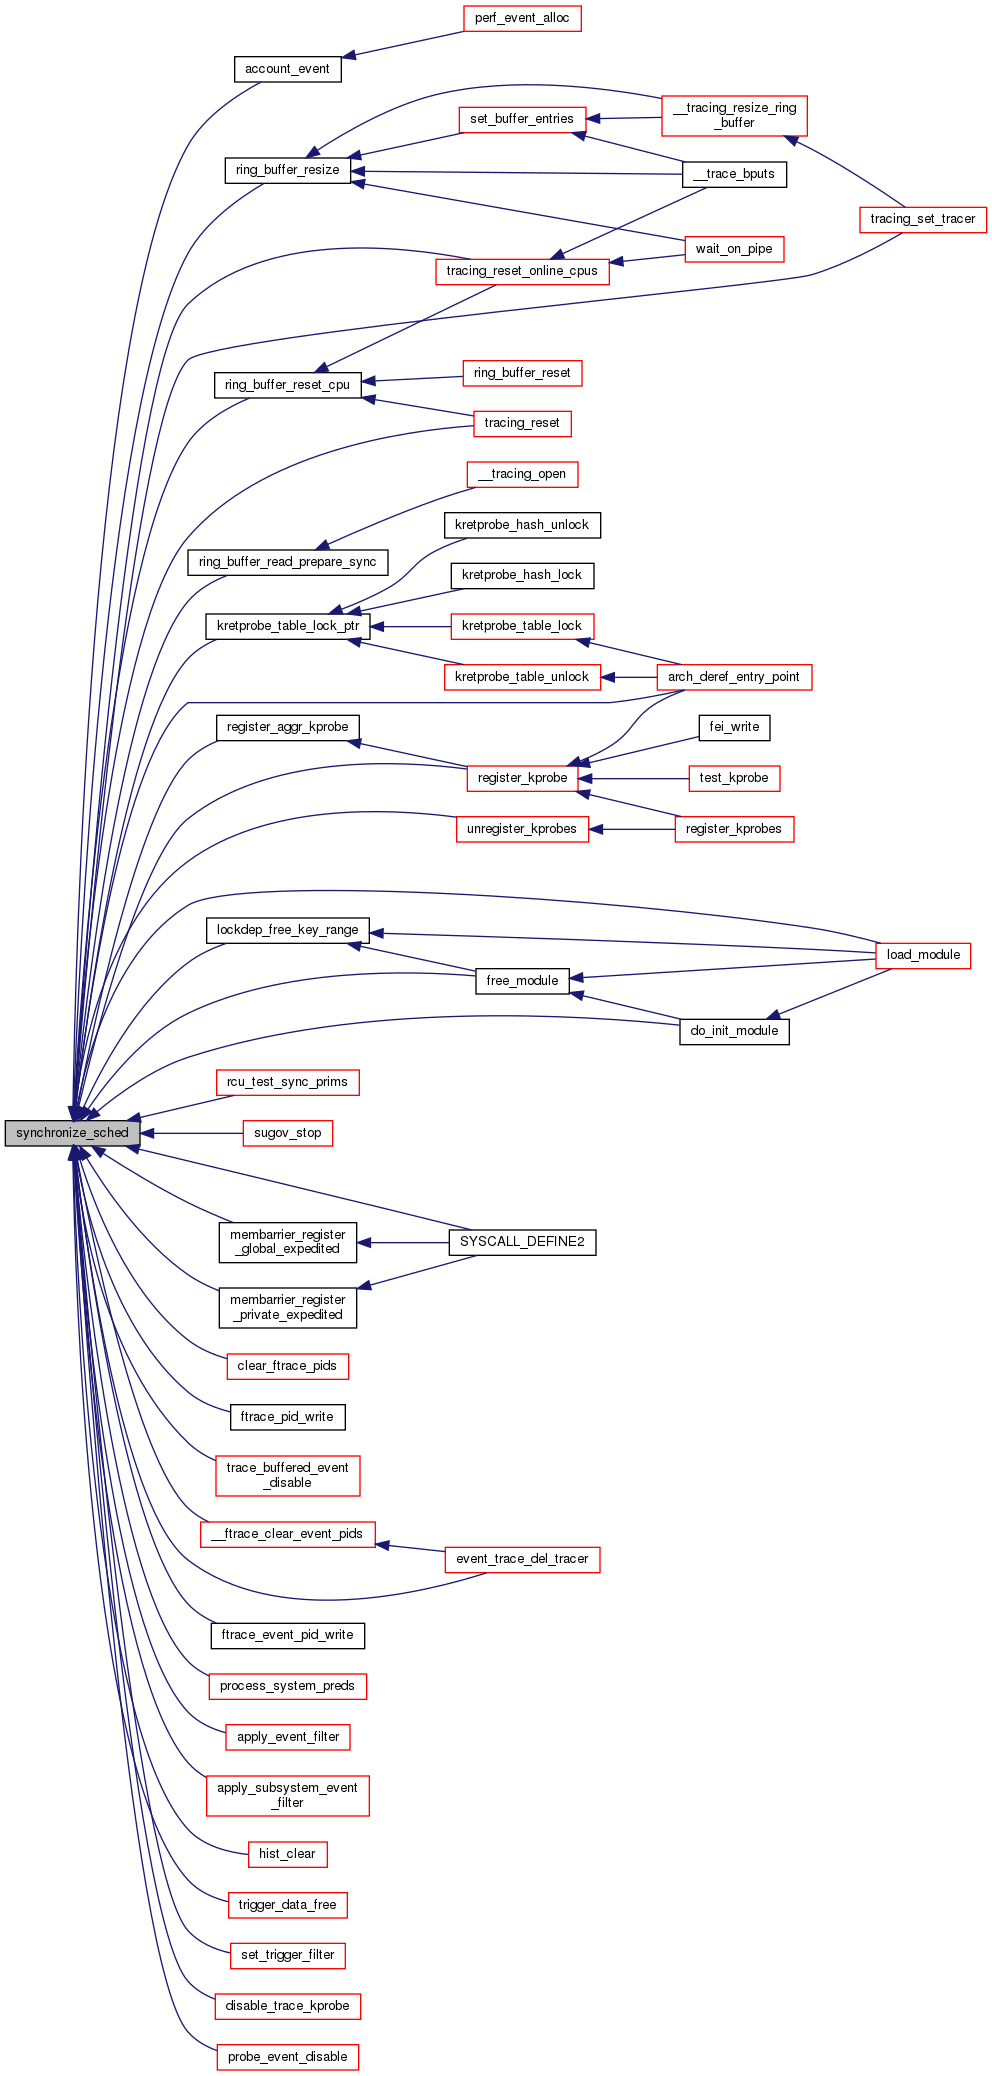 perf_event_alloc
account_event
__tracing_resize_ring
_buffer
set_buffer_entries
ring_buffer_resize
__trace_bputs
tracing_set_tracer
wait_on_pipe
tracing_reset_online_cpus
ring_buffer_reset
ring_buffer_reset_cpu
tracing_reset
__tracing_open
kretprobe_hash_unlock
ring_buffer_read_prepare_sync
kretprobe_hash_lock
kretprobe_table_lock_ptr
kretprobe_table_lock
kretprobe_table_unlock
arch_deref_entry_point
register_aggr_kprobe
fei_write
register_kprobe
test_kprobe
unregister_kprobes
register_kprobes
lockdep_free_key_range
load_module
free_module
do_init_module
rcu_test_sync_prims
synchronize_sched
sugov_stop
membarrier_register
_global_expedited
SYSCALL_DEFINE2
membarrier_register
_private_expedited
clear_ftrace_pids
ftrace_pid_write
trace_buffered_event
_disable
__ftrace_clear_event_pids
event_trace_del_tracer
ftrace_event_pid_write
process_system_preds
apply_event_filter
apply_subsystem_event
_filter
hist_clear
trigger_data_free
set_trigger_filter
disable_trace_kprobe
probe_event_disable